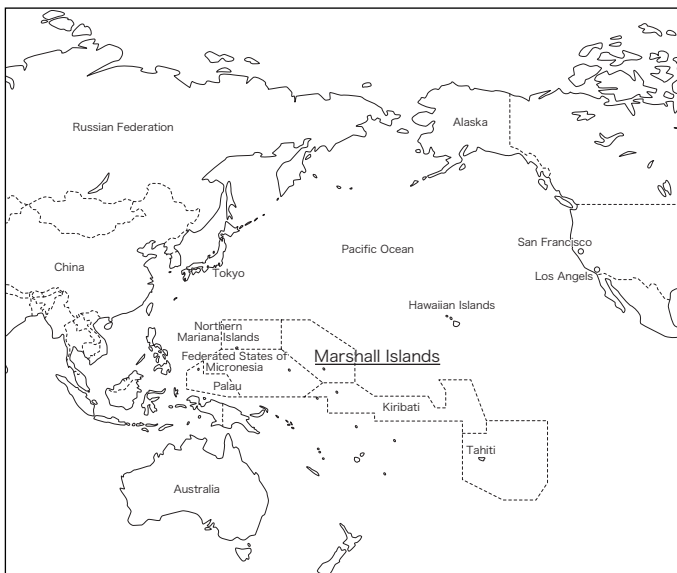 Russian Federation
Alaska
Pacific Ocean
San Francisco
China
Tokyo
Los Angels
Hawaiian Islands
Northern
Mariana Islands
Federated States of
Micronesia
Marshall Islands
Palau
Kiribati
Tahiti
Australia